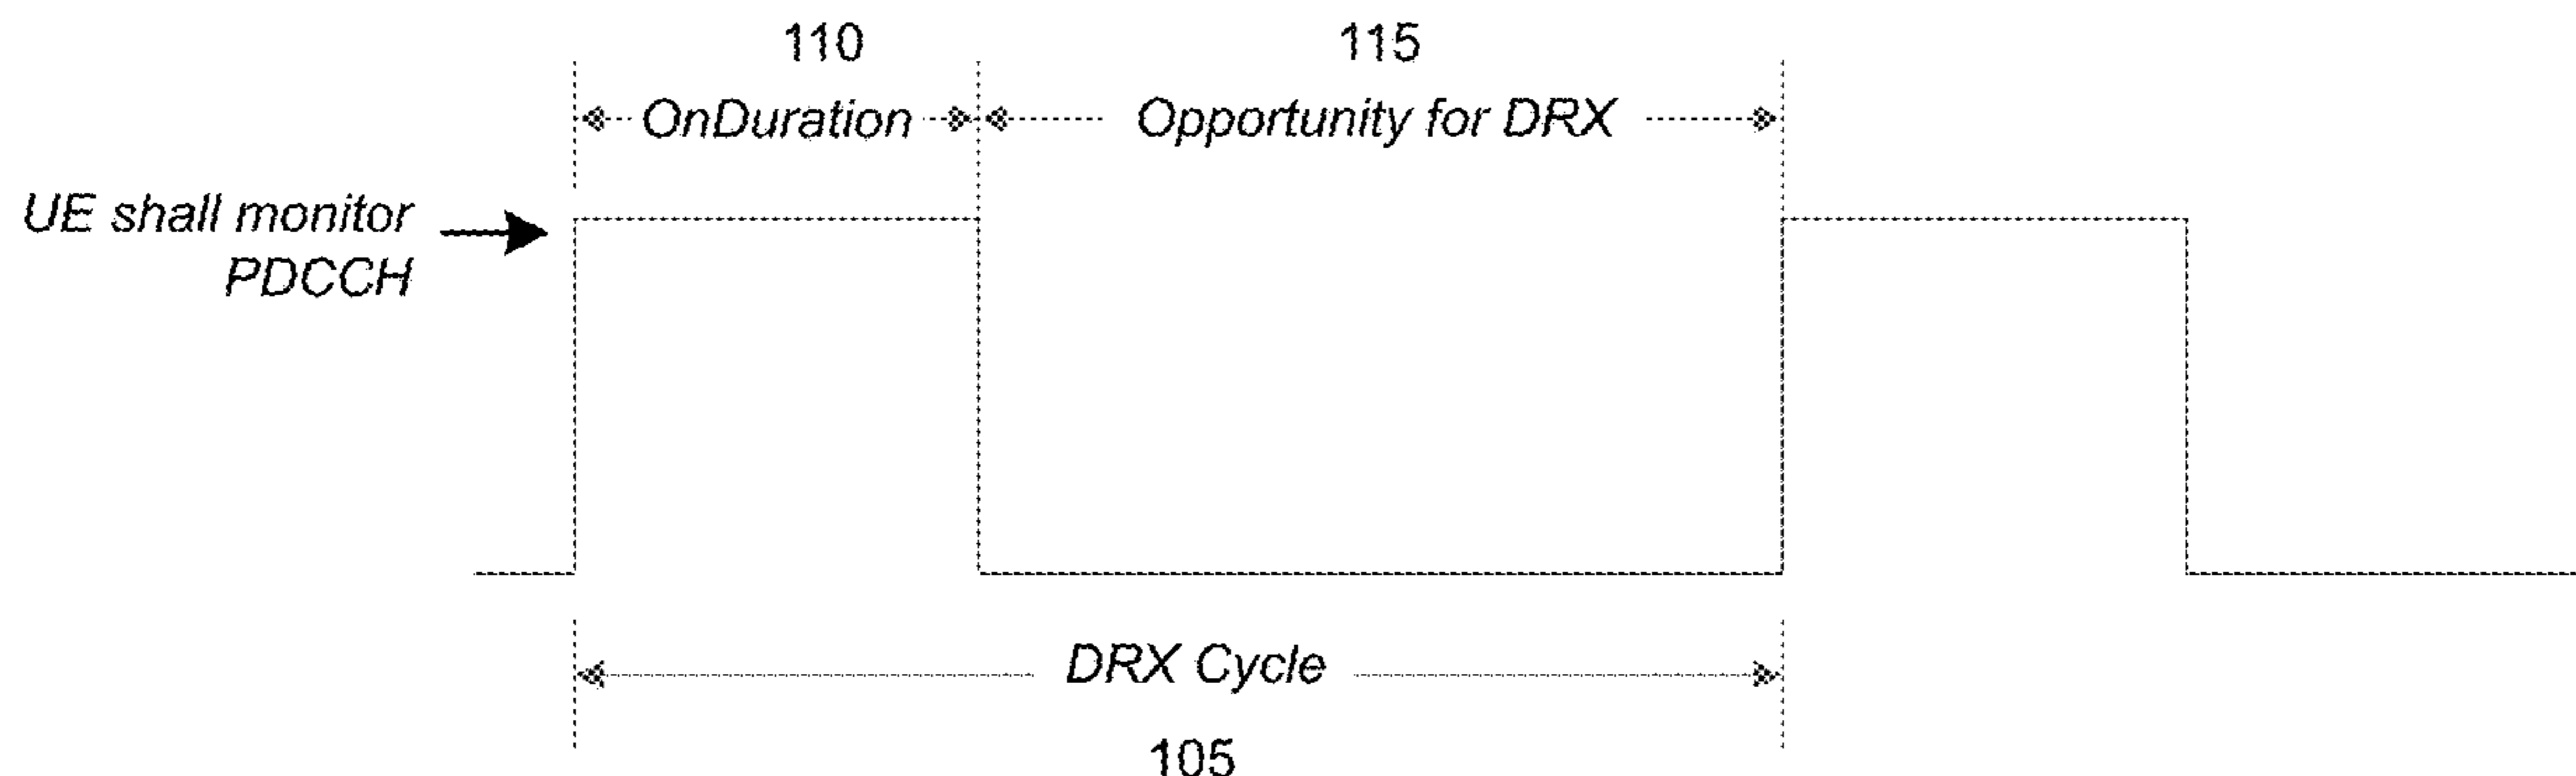 110
115
OnDuration
Opportunity for DRX
UE shall monitor
PDCCH
DRX Cycle
105